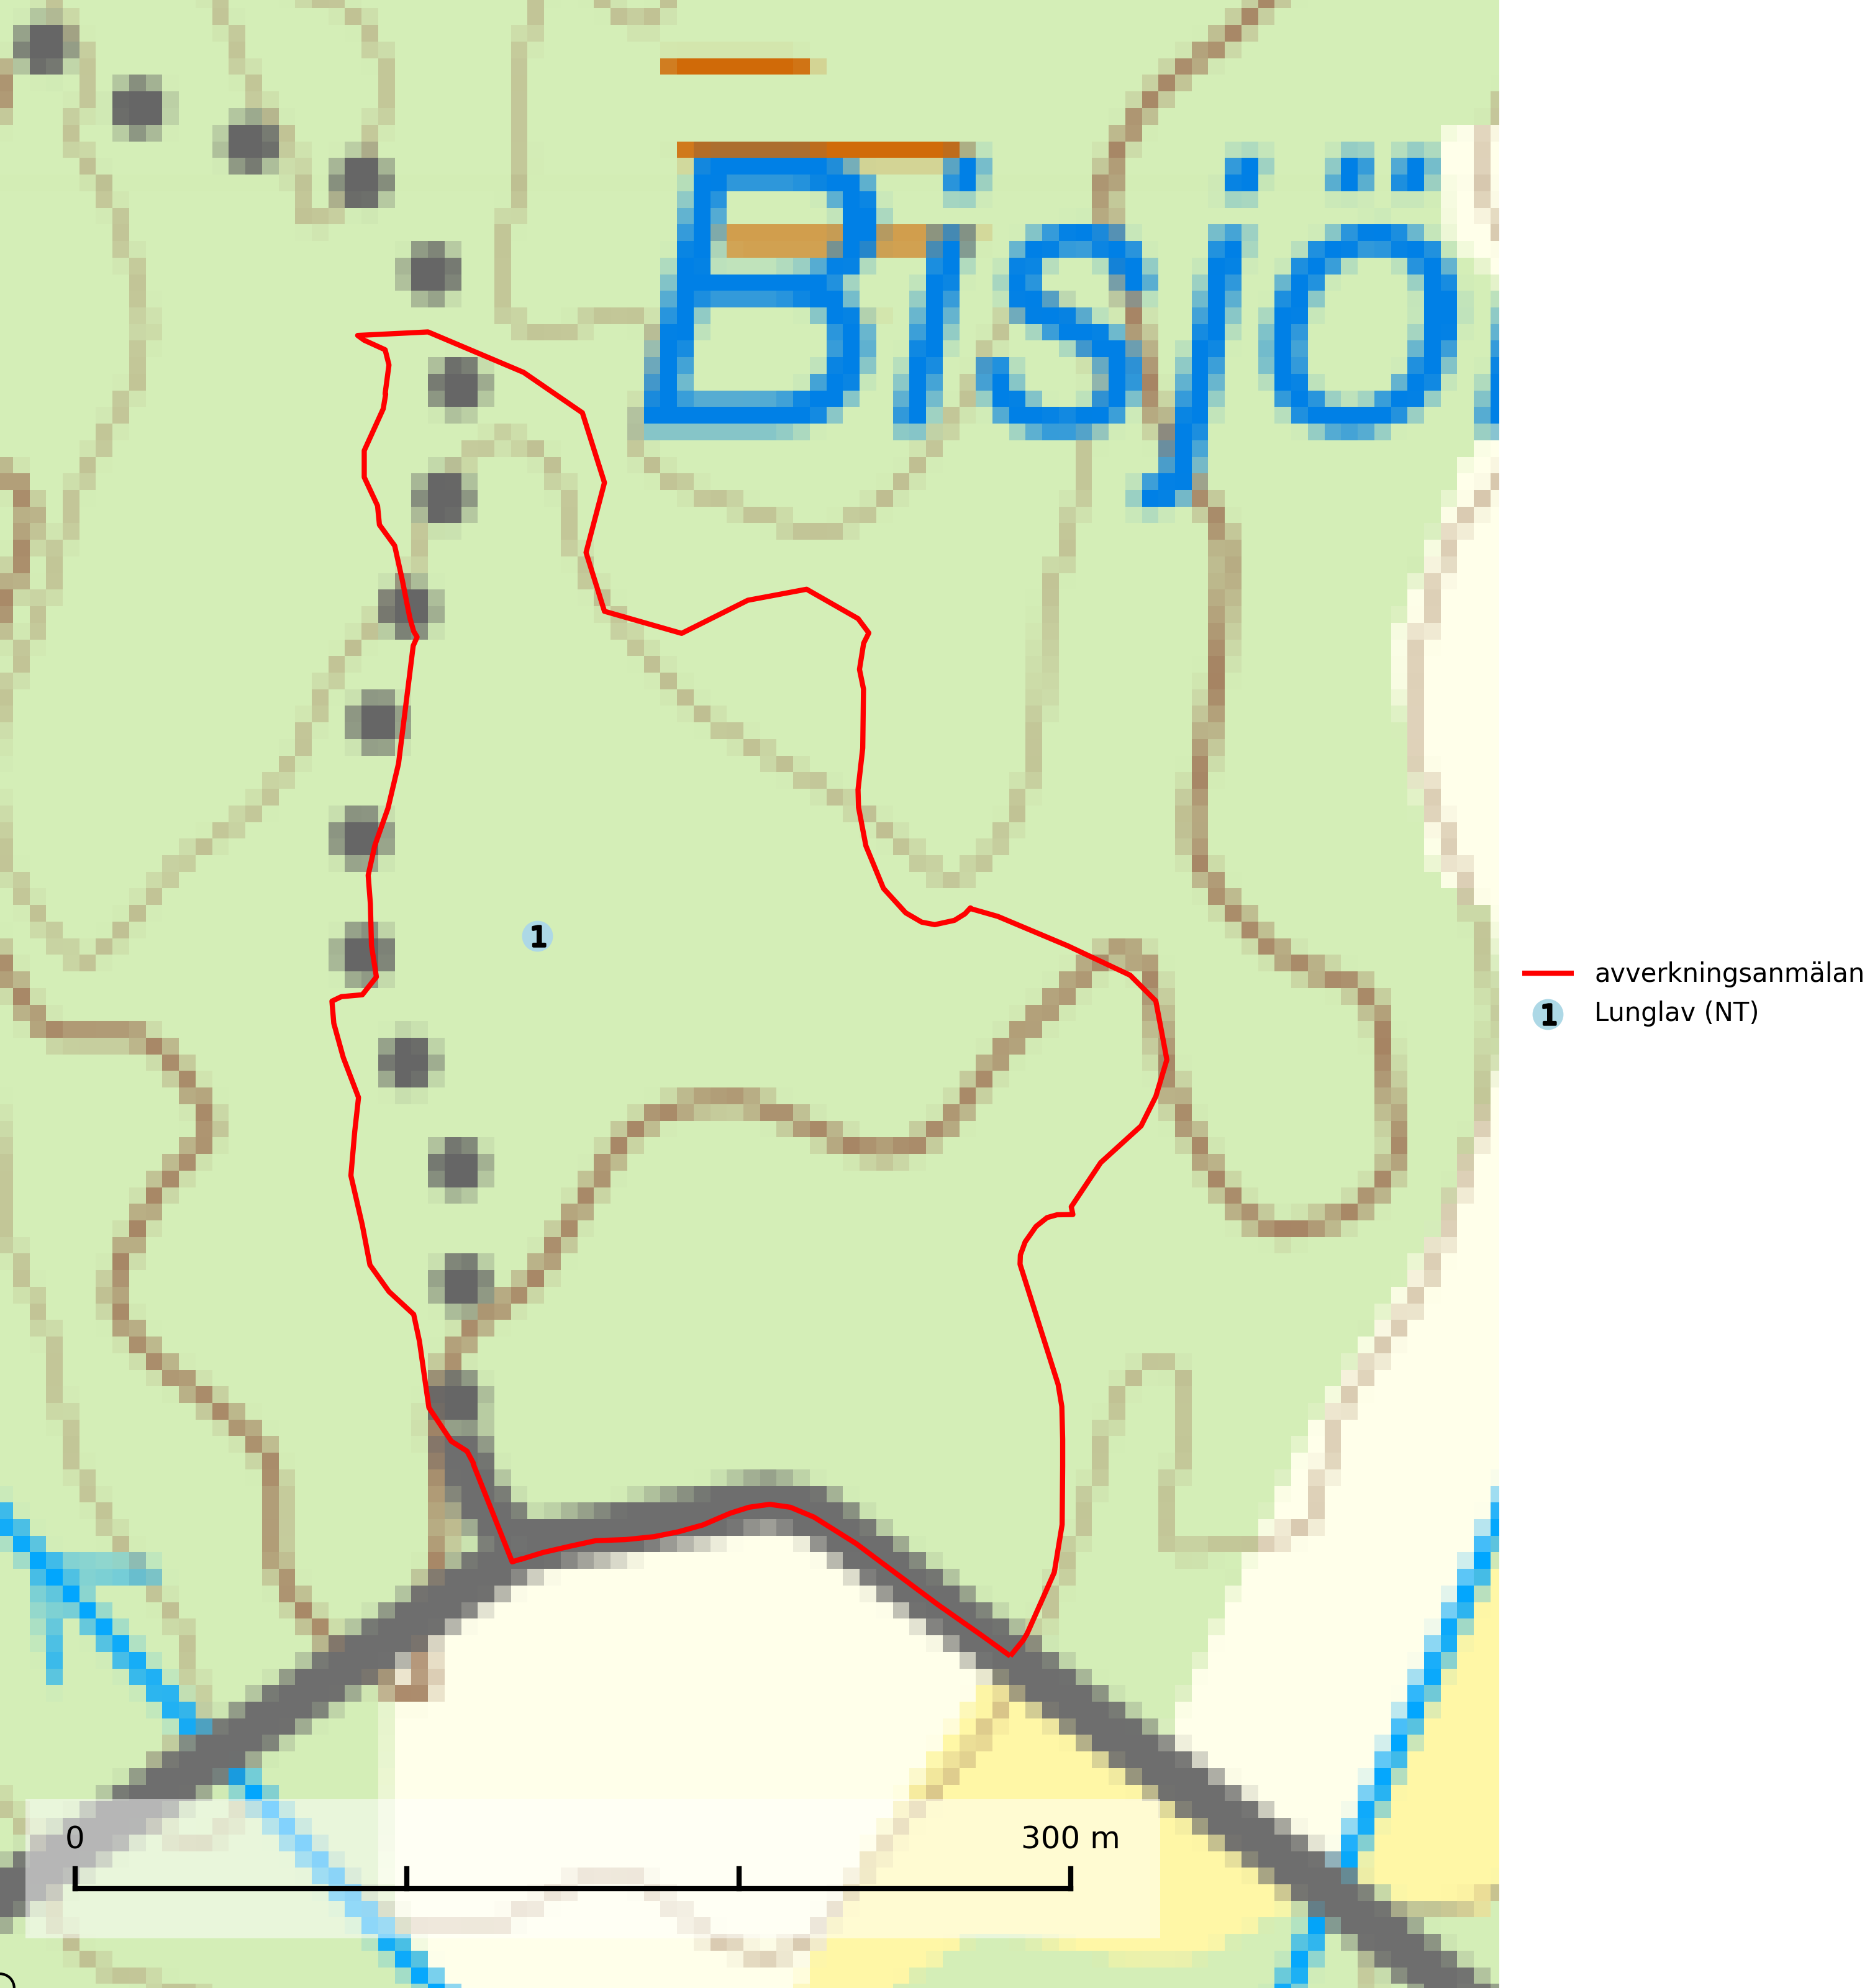 Bisjö
1
avverkningsanmälan
1 Lunglav (NT)
0 300 m